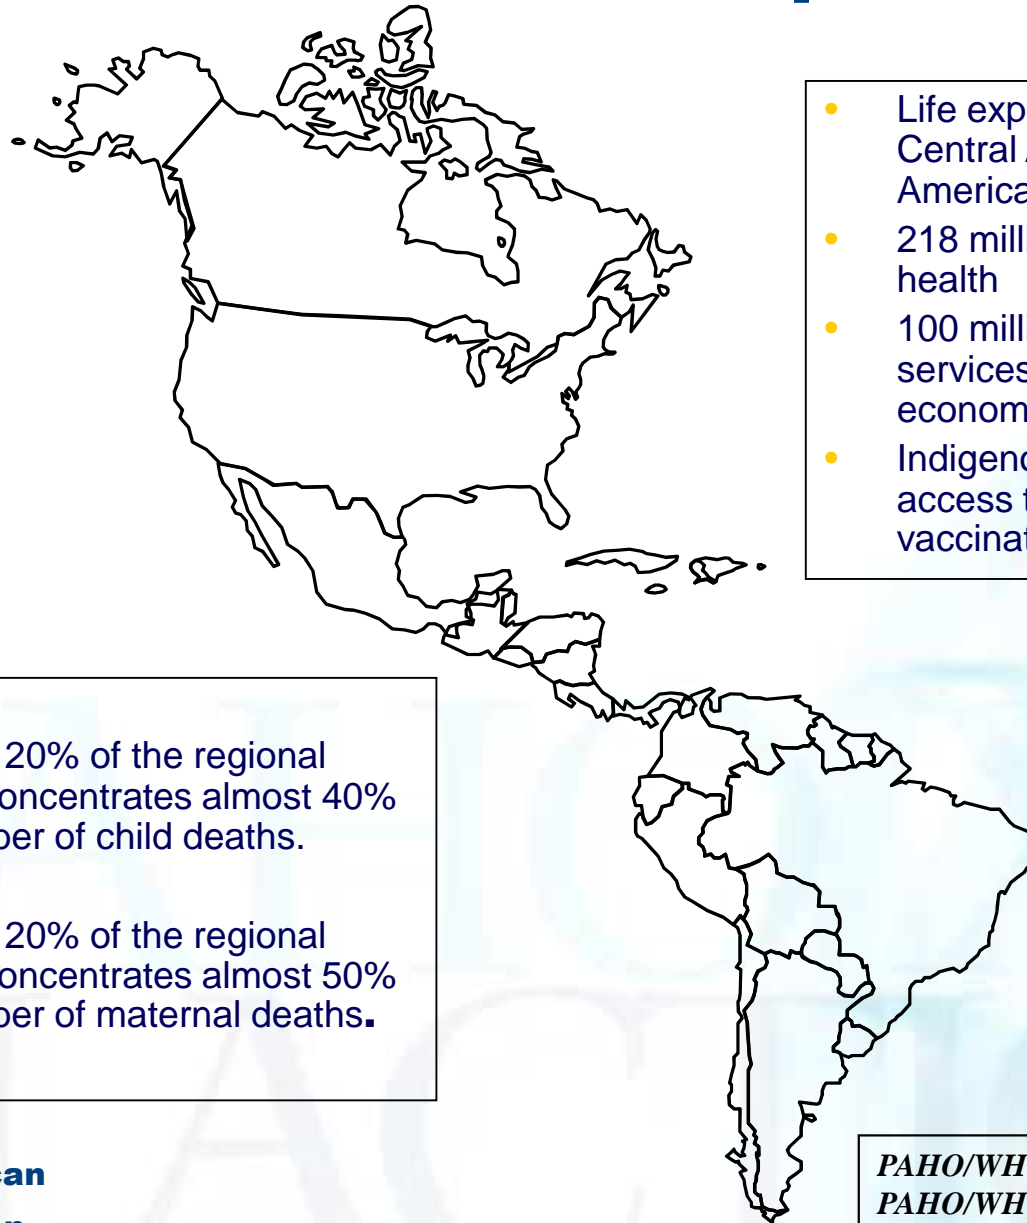 • Life exp
Central A
America
• 218 milli
health
• 100 milli
services
econom
• Indigen
access t
vaccinat
20% of the regional
oncentrates almost 40%
ber of child deaths.
20% of the regional
oncentrates almost 50%
ber of maternal deaths.
can
PAHO/WH
PAHO/WH